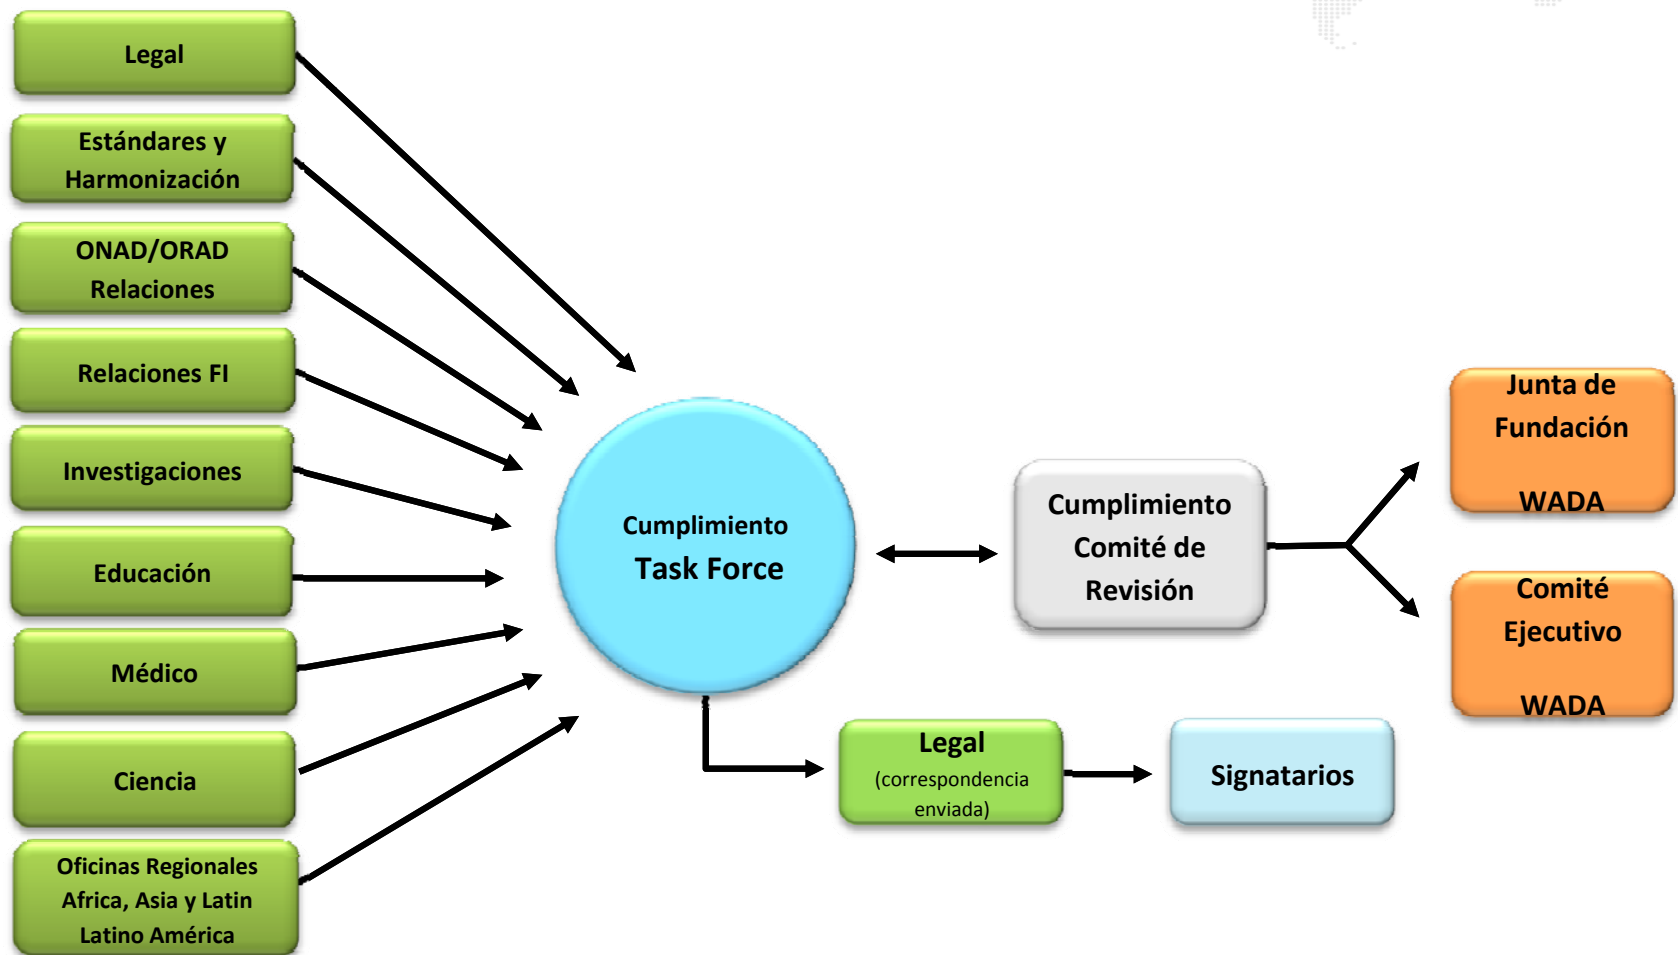 Legal
Estándares y
Harmonización
ONAD/ORAD
Relaciones
Relaciones FI
Investigaciones
Educación
Médico
Ciencia
Oficinas Regionales
Africa, Asia y Latin
Latino América
Cumplimiento
Task Force
Cumplimiento
Comité de
Revisión
Junta de
Fundación
WADA
Comité
Ejecutivo
WADA
Legal
(correspondencia
enviada)
Signatarios